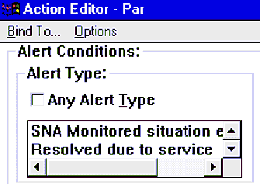 Action Editor - Par
Bind To... Options
Alert Conditions:
Alert Type:
Any Alert Type
SNA Monitored situation e
Resolved due to service